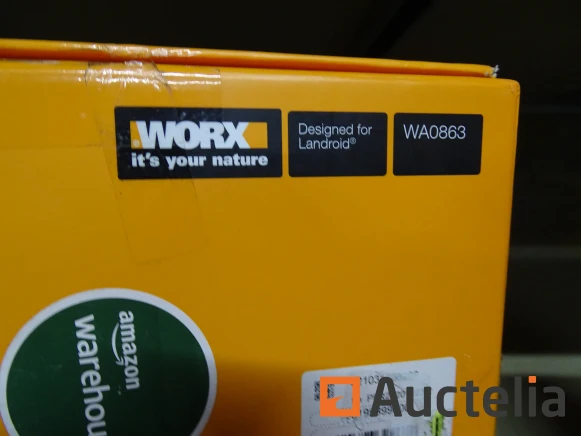 WORX
it's your nature
Designed for
Landroid®
WA0863
amazon
warehou
Auctelia